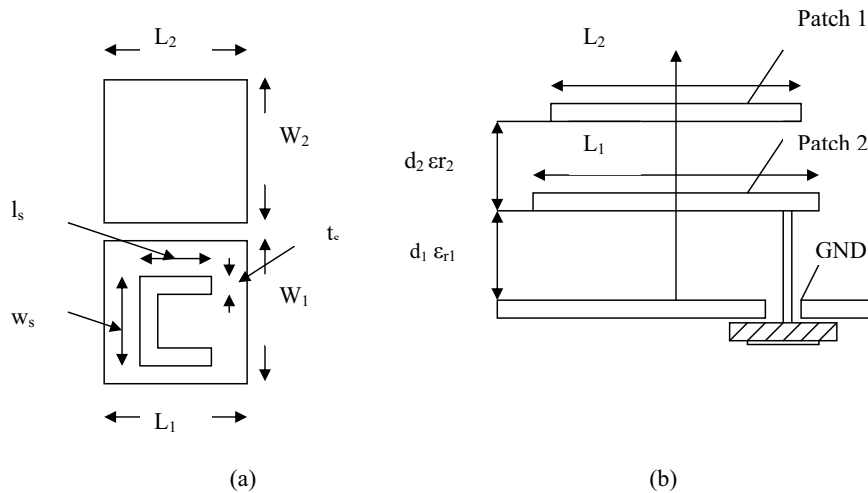 L2
W2
ls
ts
W1
ws
L1
(a)
Patch 1
L2
d2 εr2
L1
Patch 2
d1 εr1
GND
(b)